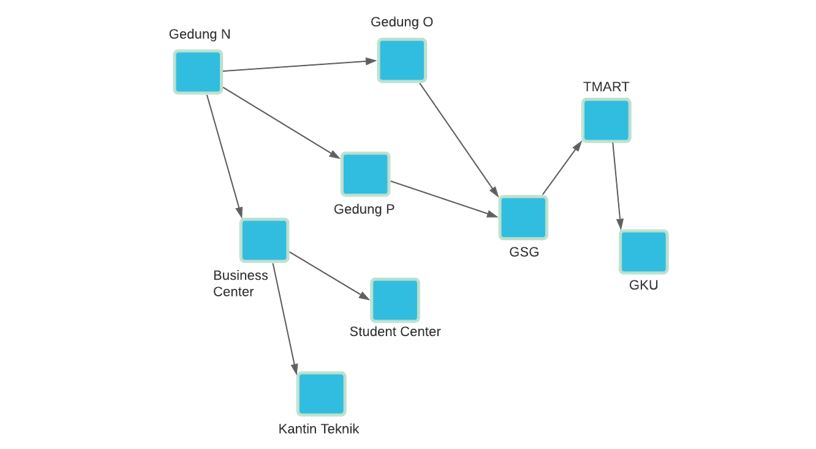 Gedung O
Gedung N
TMART
Gedung P
GSG
Business
Center
GKU
Student Center
Kantin Teknik